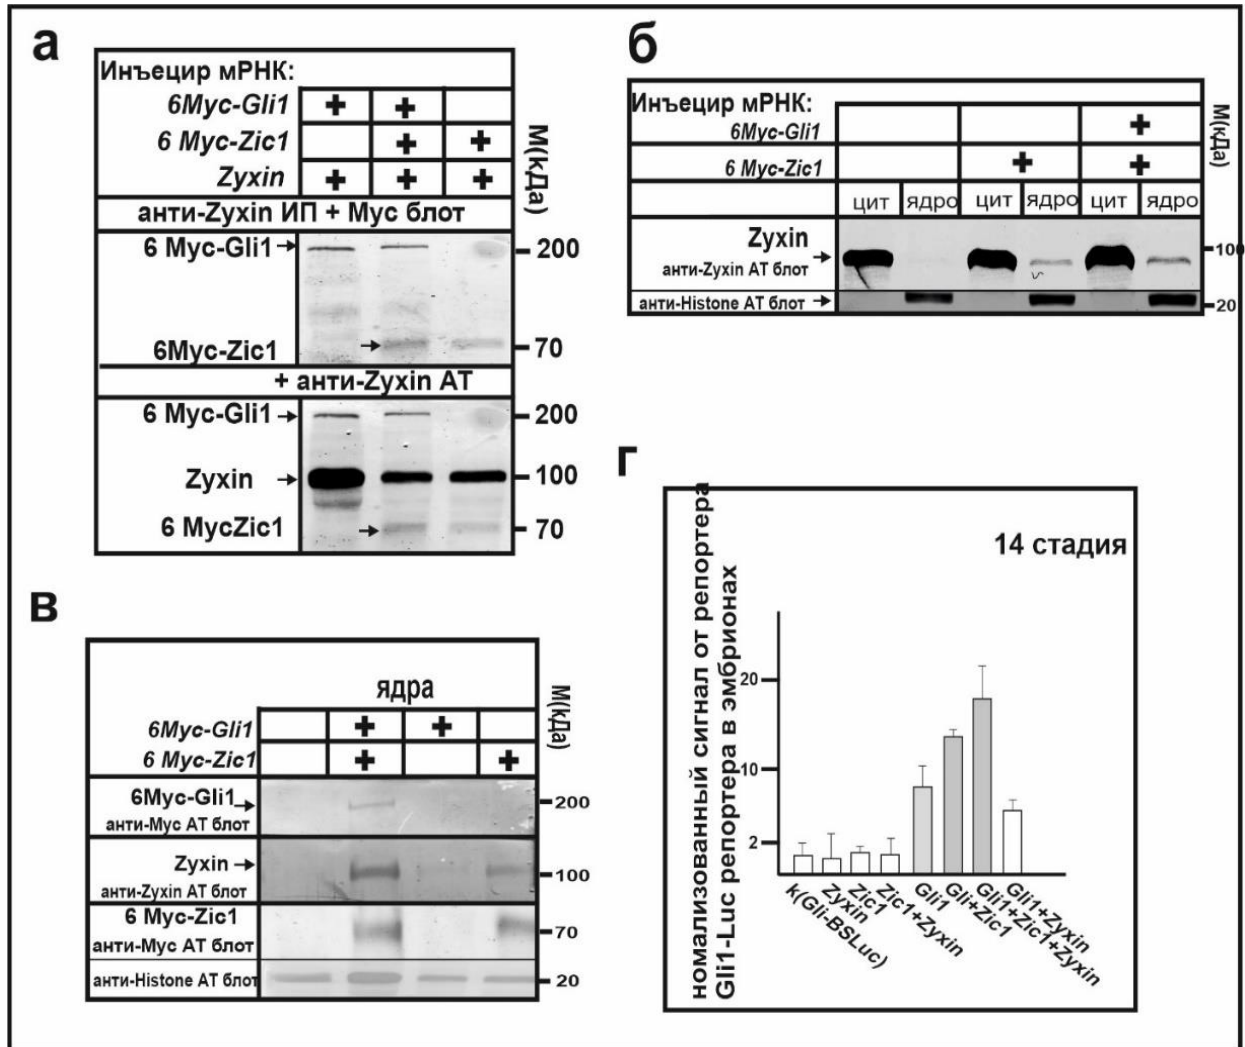 а
Инъецир мРНК:
6Myc-Gli1 + +
6 Myc-Zic1 + +
Zyxin + + +
М(кДа)
анти-Zyxin ИП + Мус блот
6 Myc-Gli1
200
6Myc-Zic1
70
+ анти-Zyxin АТ
6 Myc-Gli1
200
Zyxin
100
6 MycZic1
70
б
Инъецир мРНК:
6Myc-Gli1 +
6 Myc-Zic1 + +
М(кДа)
цит ядро цит ядро цит ядро
Zyxin
анти-Zyxin АТ блот
100
анти-Histone АТ блот
20
в
ядра
М(кДа)
6Myc-Gli1 + +
6 Myc-Zic1 + +
6Myc-Gli1
анти-Myc АТ блот
200
Zyxin
анти-Zyxin АТ блот
100
6 Myc-Zic1
анти-Myc АТ блот
70
анти-Histone АТ блот
20
г
14 стадия
номализованный сигнал от репортера
Gli1-Luc репортера в эмбрионах
20
10
2
k(Gli-BSLuc)
Zyxin
Zic1
Zic1+Zyxin
Gli1
Gli+Zic1
Gli1+Zic1+Zyxin
Gli1+Zyxin